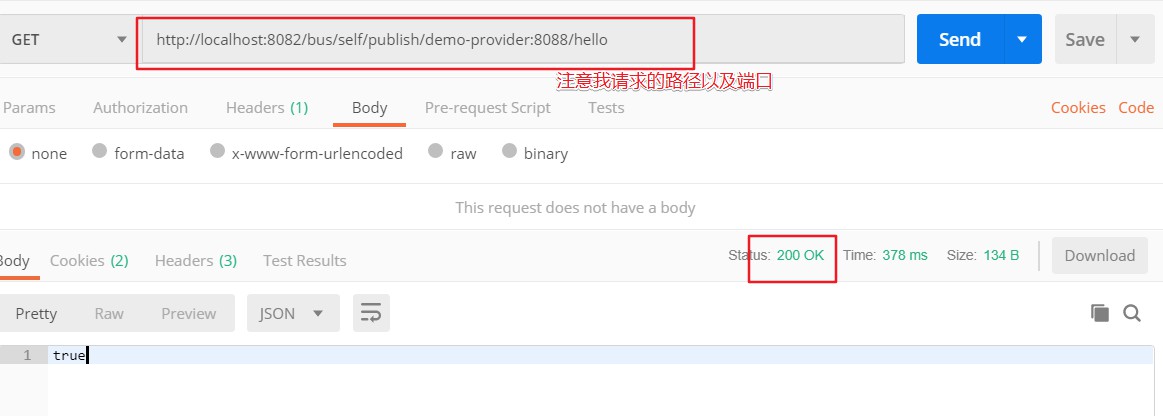 GET http://localhost:8082/bus/self/publish/demo-provider:8088/hello Send Save
注意我请求的路径以及端口
Params Authorization Headers (1) Body Pre-request Script Tests Cookies Code
none form-data x-www-form-urlencoded raw binary
This request does not have a body
Body Cookies (2) Headers (3) Test Results Status: 200 OK Time: 378 ms Size: 134 B Download
Pretty Raw Preview JSON
1 true